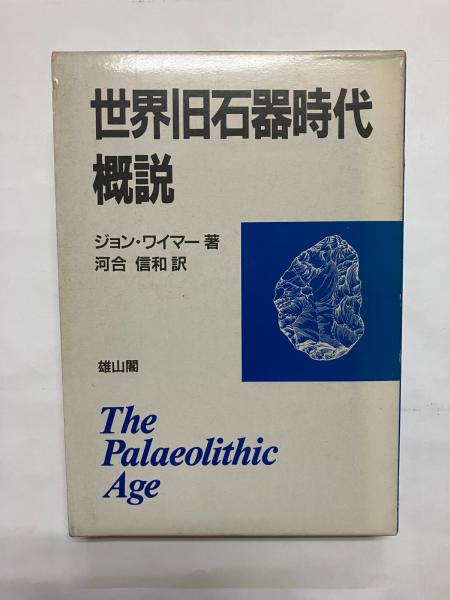 世界旧石器時代
概説
ジョン・ワイマー 著
河合 信和 訳
雄山閣
The
Palaeolithic
Age